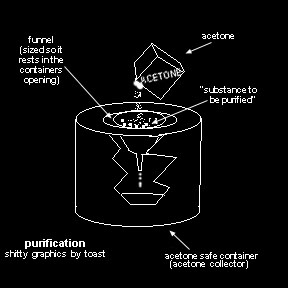 funnel
(sized so it
rests in the
containers
opening)
acetone
ACETONE
"substance to
be purified"
purification
shitty graphics by toast
acetone safe container
(acetone collector)